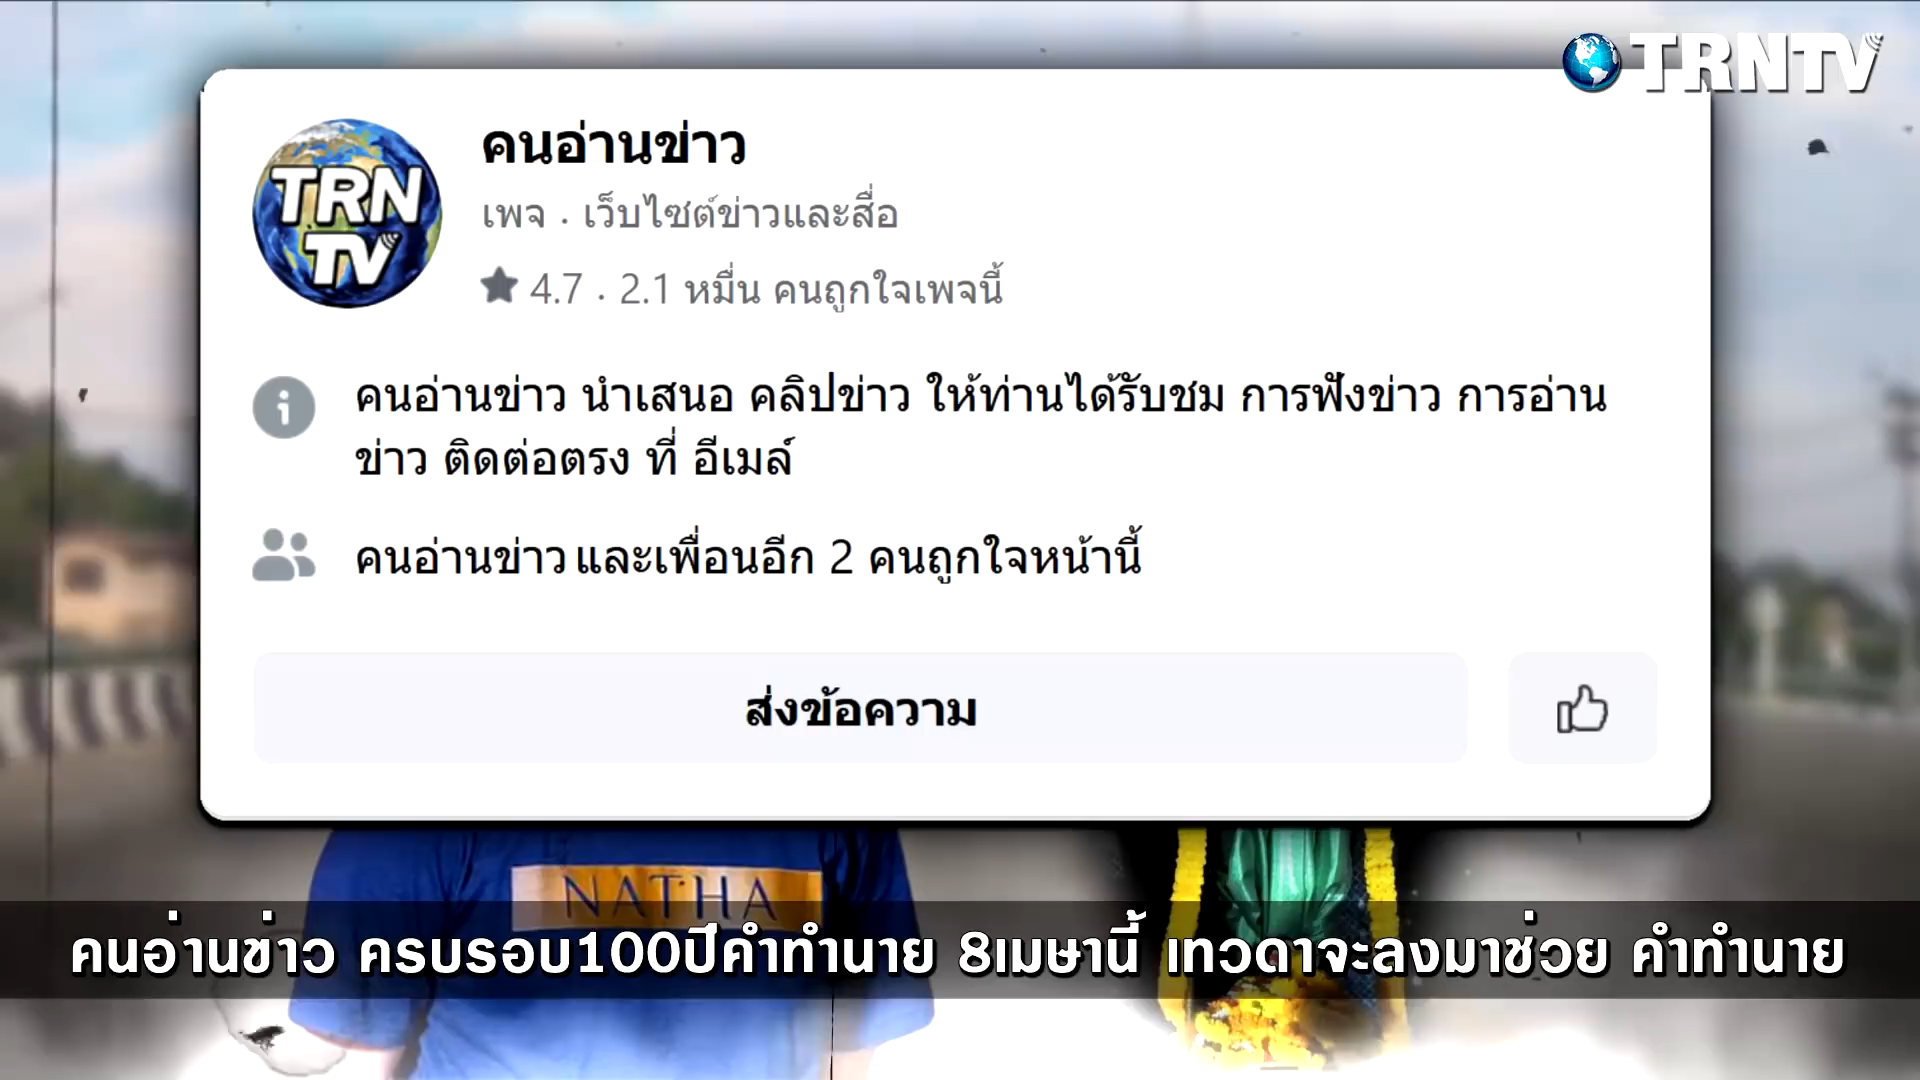 TRNTV
TRN
TV
คนอ่านข่าว
เพจ · เว็บไซต์ข่าวและสื่อ
4.7 · 2.1 หมื่น คนถูกใจเพจนี้
คนอ่านข่าว นำเสนอ คลิปข่าว ให้ท่านได้รับชม การฟังข่าว การอ่าน
ข่าว ติดต่อตรง ที่ อีเมล์
คนอ่านข่าว และเพื่อนอีก 2 คนถูกใจหน้านี้
ส่งข้อความ
NATHA
คนอ่านข่าว ครบรอบ100ปีคำทำนาย 8เมษานี้ เทวดาจะลงมาช่วย คำทำนาย